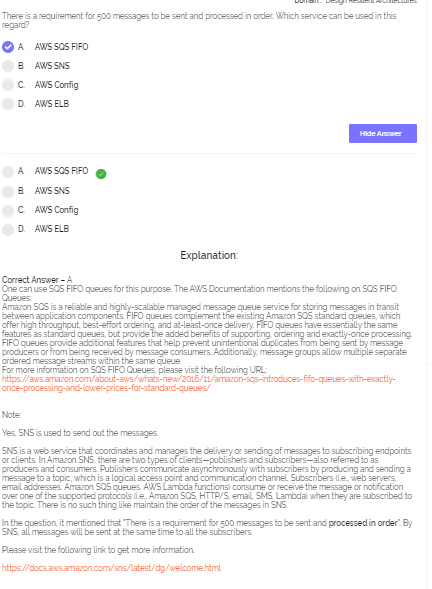 Domain : Design Resilient Architectures
There is a requirement for 500 messages to be sent and processed in order. Which service can be used in this
regard?
A. AWS SQS FIFO
B. AWS SNS
C. AWS Config
D. AWS ELB
Hide Answer
A. AWS SQS FIFO
B. AWS SNS
C. AWS Config
D. AWS ELB
Explanation:
Correct Answer – A
One can use SQS FIFO queues for this purpose. The AWS Documentation mentions the following on SQS FIFO
Queues:
Amazon SQS is a reliable and highly-scalable managed message queue service for storing messages in transit
between application components. FIFO queues complement the existing Amazon SQS standard queues, which
offer high throughput, best-effort ordering, and at-least-once delivery. FIFO queues have essentially the same
features as standard queues, but provide the added benefits of supporting, ordering and exactly-once processing.
FIFO queues provide additional features that help prevent unintentional duplicates from being sent by message
producers or from being received by message consumers. Additionally, message groups allow multiple separate
ordered message streams within the same queue.
For more information on SQS FIFO Queues, please visit the following URL:
https://aws.amazon.com/about-aws/whats-new/2016/11/amazon-sqs-introduces-fifo-queues-with-exactly-
once-processing-and-lower-prices-for-standard-queues/
Note:
Yes, SNS is used to send out the messages.
SNS is a web service that coordinates and manages the delivery or sending of messages to subscribing endpoints
or clients. In Amazon SNS, there are two types of clients—publishers and subscribers—also referred to as
producers and consumers. Publishers communicate asynchronously with subscribers by producing and sending a
message to a topic, which is a logical access point and communication channel. Subscribers (i.e., web servers,
email addresses, Amazon SQS queues, AWS Lambda functions) consume or receive the message or notification
over one of the supported protocols (i.e., Amazon SQS, HTTP/S, email, SMS, Lambda) when they are subscribed to
the topic. There is no such thing like maintain the order of the messages in SNS.
In the question, it mentioned that "There is a requirement for 500 messages to be sent and processed in order". By
SNS, all messages will be sent at the same time to all the subscribers.
Please visit the following link to get more information.
https://docs.aws.amazon.com/sns/latest/dg/welcome.html